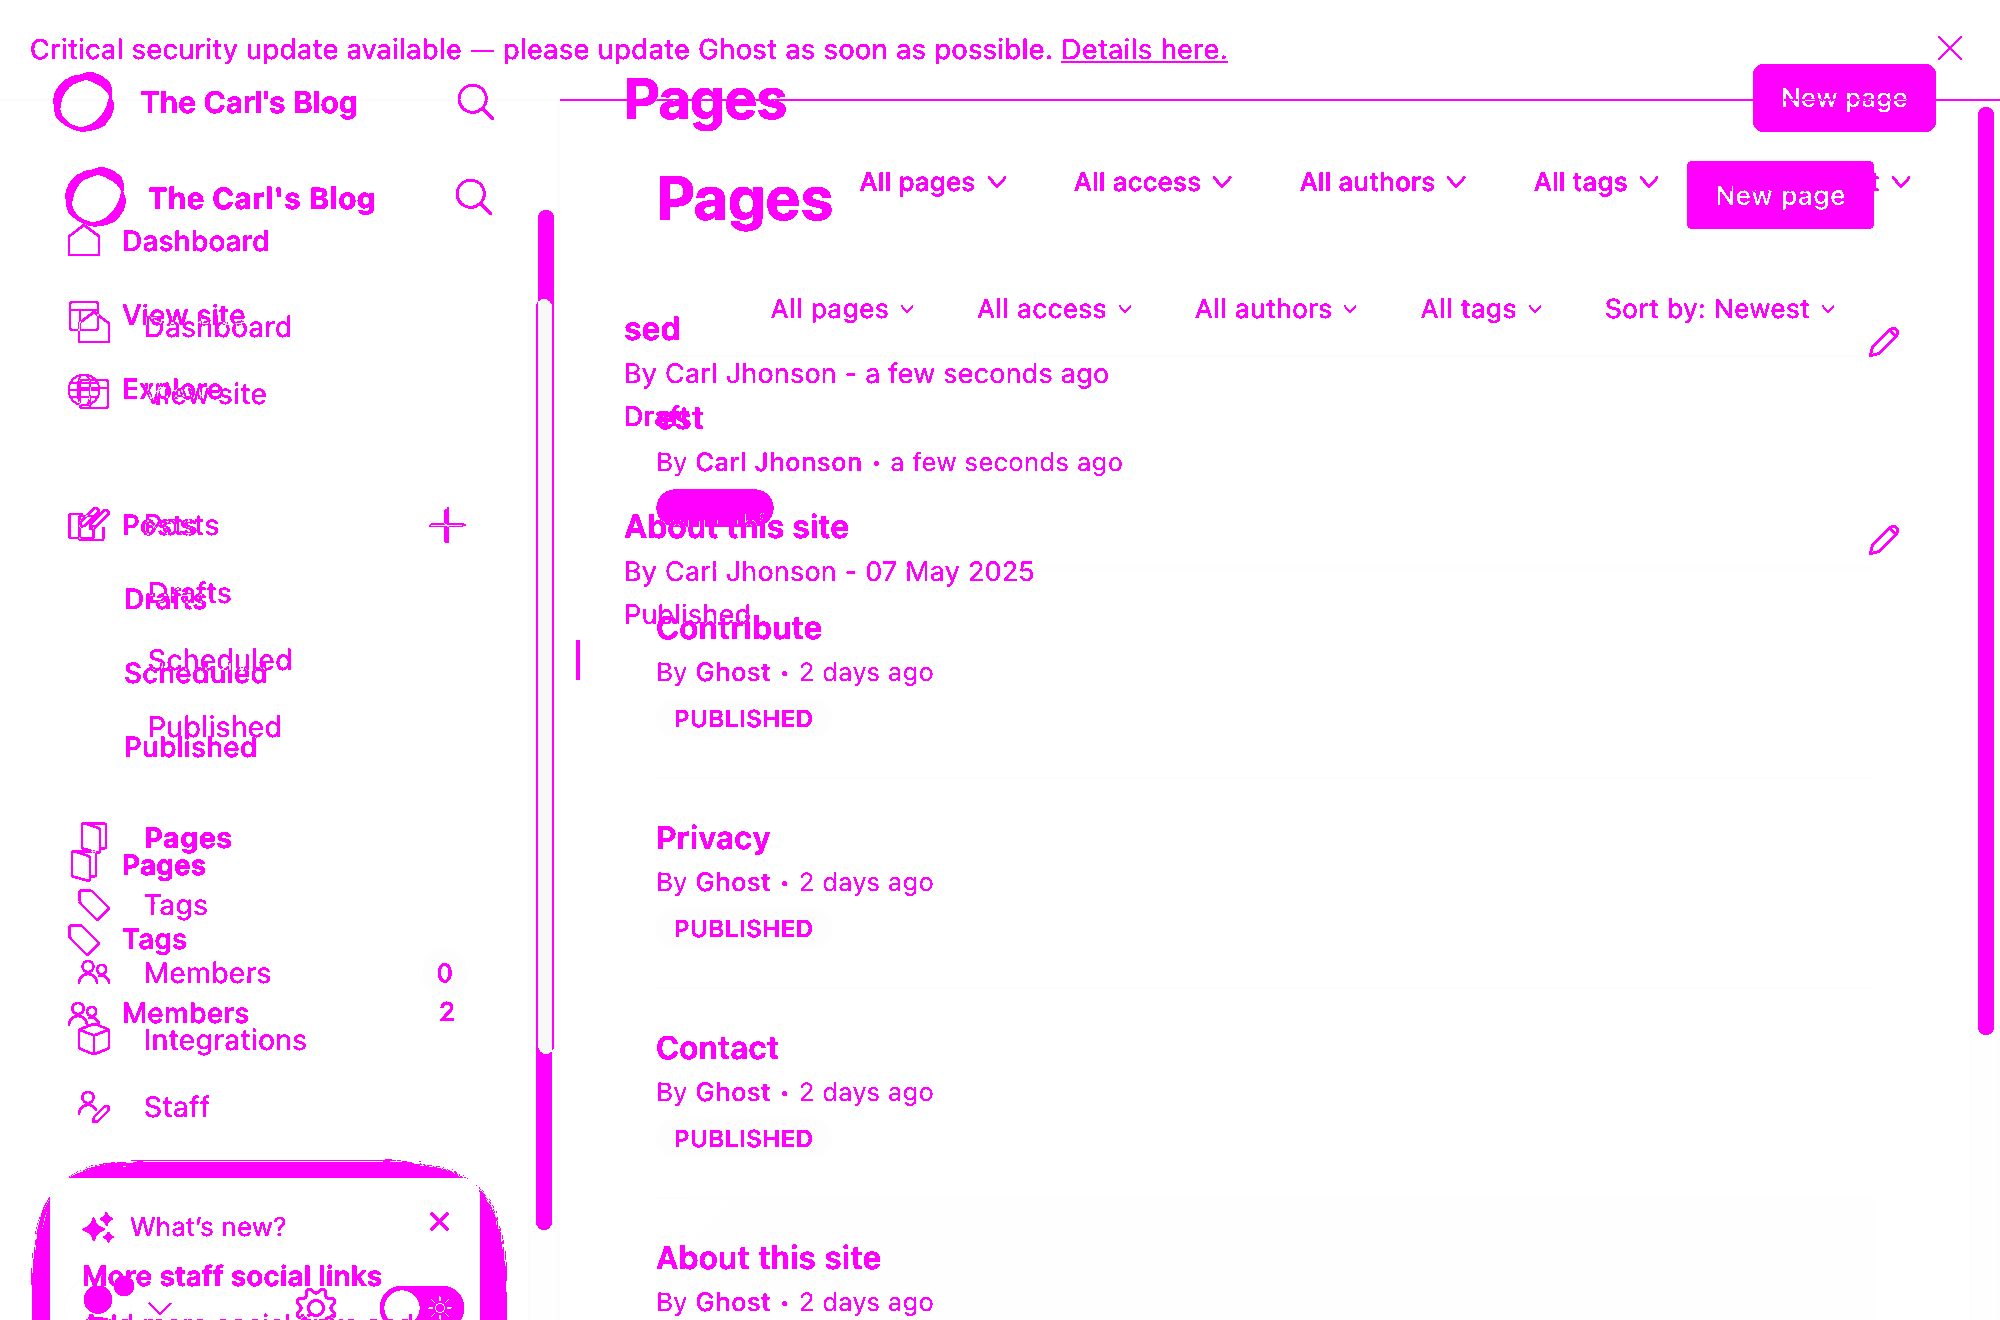 Critical security update available — please update Ghost as soon as possible. Details here.
The Carl's Blog
Pages
New page
The Carl's Blog
Pages
All pages
All access
All authors
All tags
New page
Dashboard
View site
Dashboard
All pages
All access
All authors
All tags
Sort by: Newest
sed
By Carl Jhonson - a few seconds ago
Explore
View site
Draft
By Carl Jhonson • a few seconds ago
Posts
Posts
About this site
By Carl Jhonson - 07 May 2025
Drafts
Drafts
Published
Contribute
Scheduled
Scheduled
By Ghost • 2 days ago
PUBLISHED
Published
Published
Pages
Pages
Privacy
Tags
By Ghost • 2 days ago
Tags
PUBLISHED
Members 0
Members 2
Integrations
Contact
By Ghost • 2 days ago
Staff
PUBLISHED
What's new?
More staff social links
About this site
By Ghost • 2 days ago